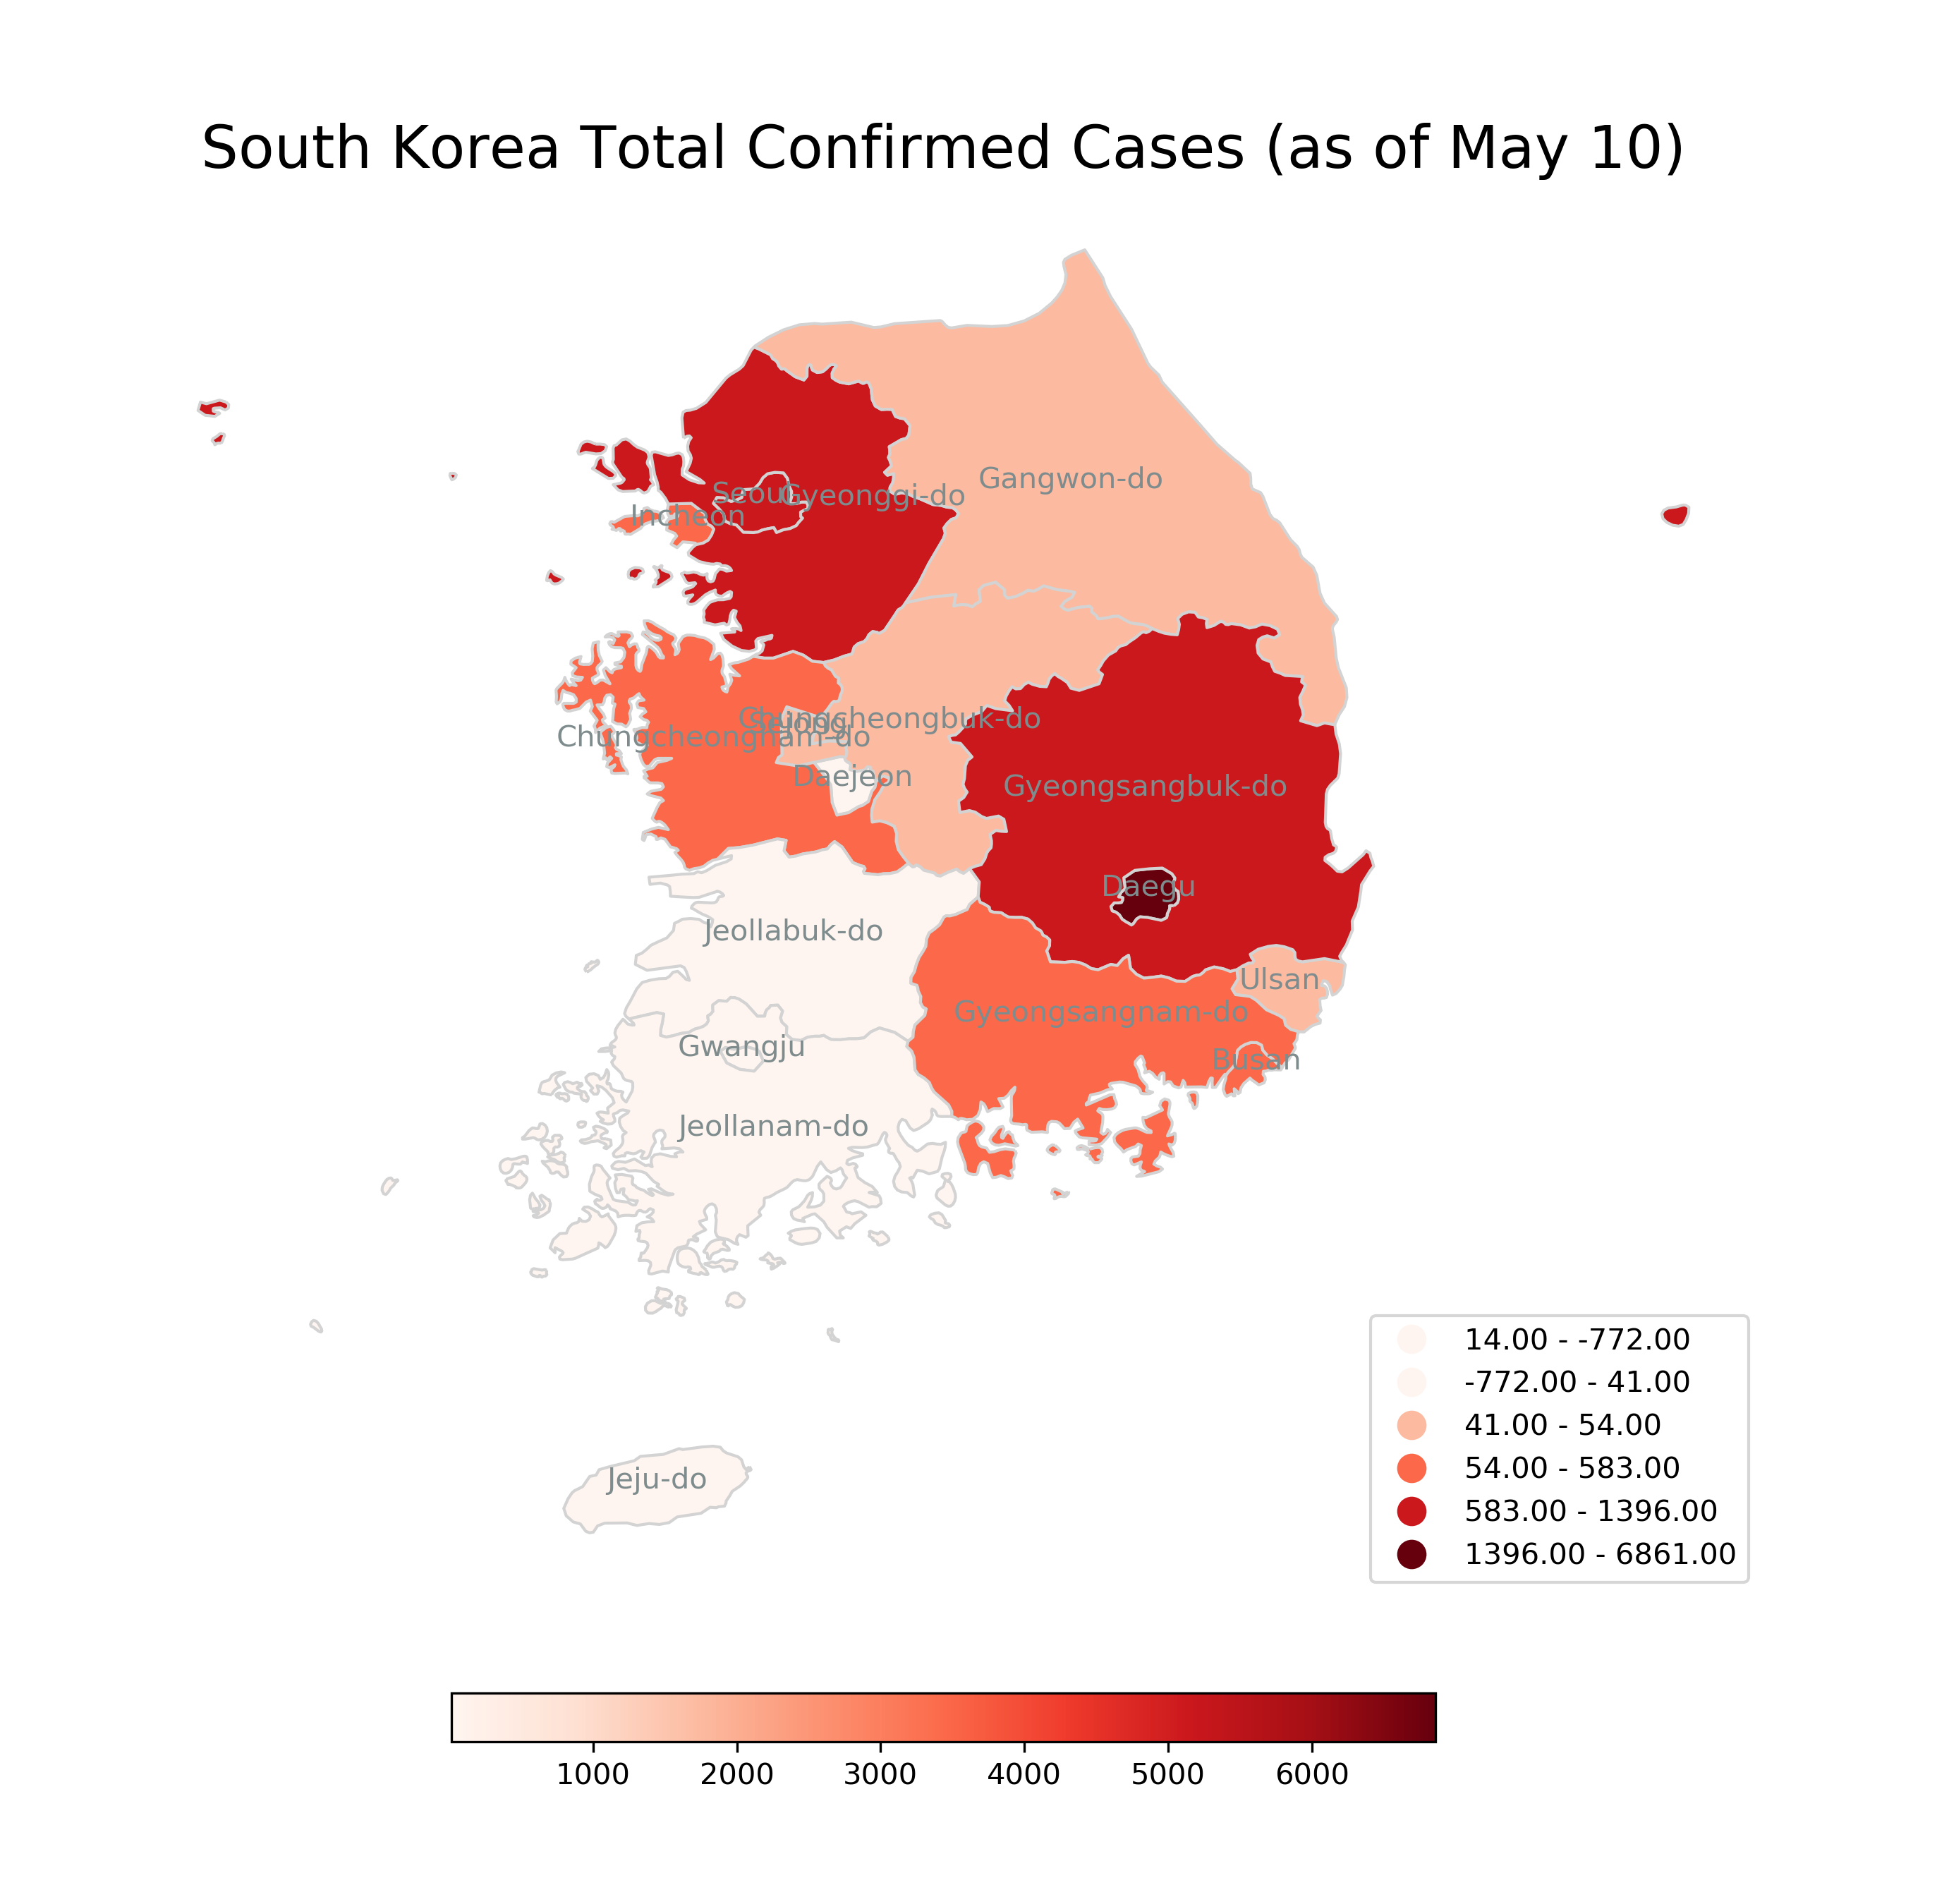 South Korea Total Confirmed Cases (as of May 10)
Gangwon-do
Seoul
Gyeonggi-do
Incheon
Chungcheongbuk-do
Sejong
Chungcheongnam-do
Daejeon
Gyeongsangbuk-do
Daegu
Jeollabuk-do
Ulsan
Gyeongsangnam-do
Gwangju
Busan
Jeollanam-do
Jeju-do
14.00 - -772.00
-772.00 - 41.00
41.00 - 54.00
54.00 - 583.00
583.00 - 1396.00
1396.00 - 6861.00
1000 2000 3000 4000 5000 6000